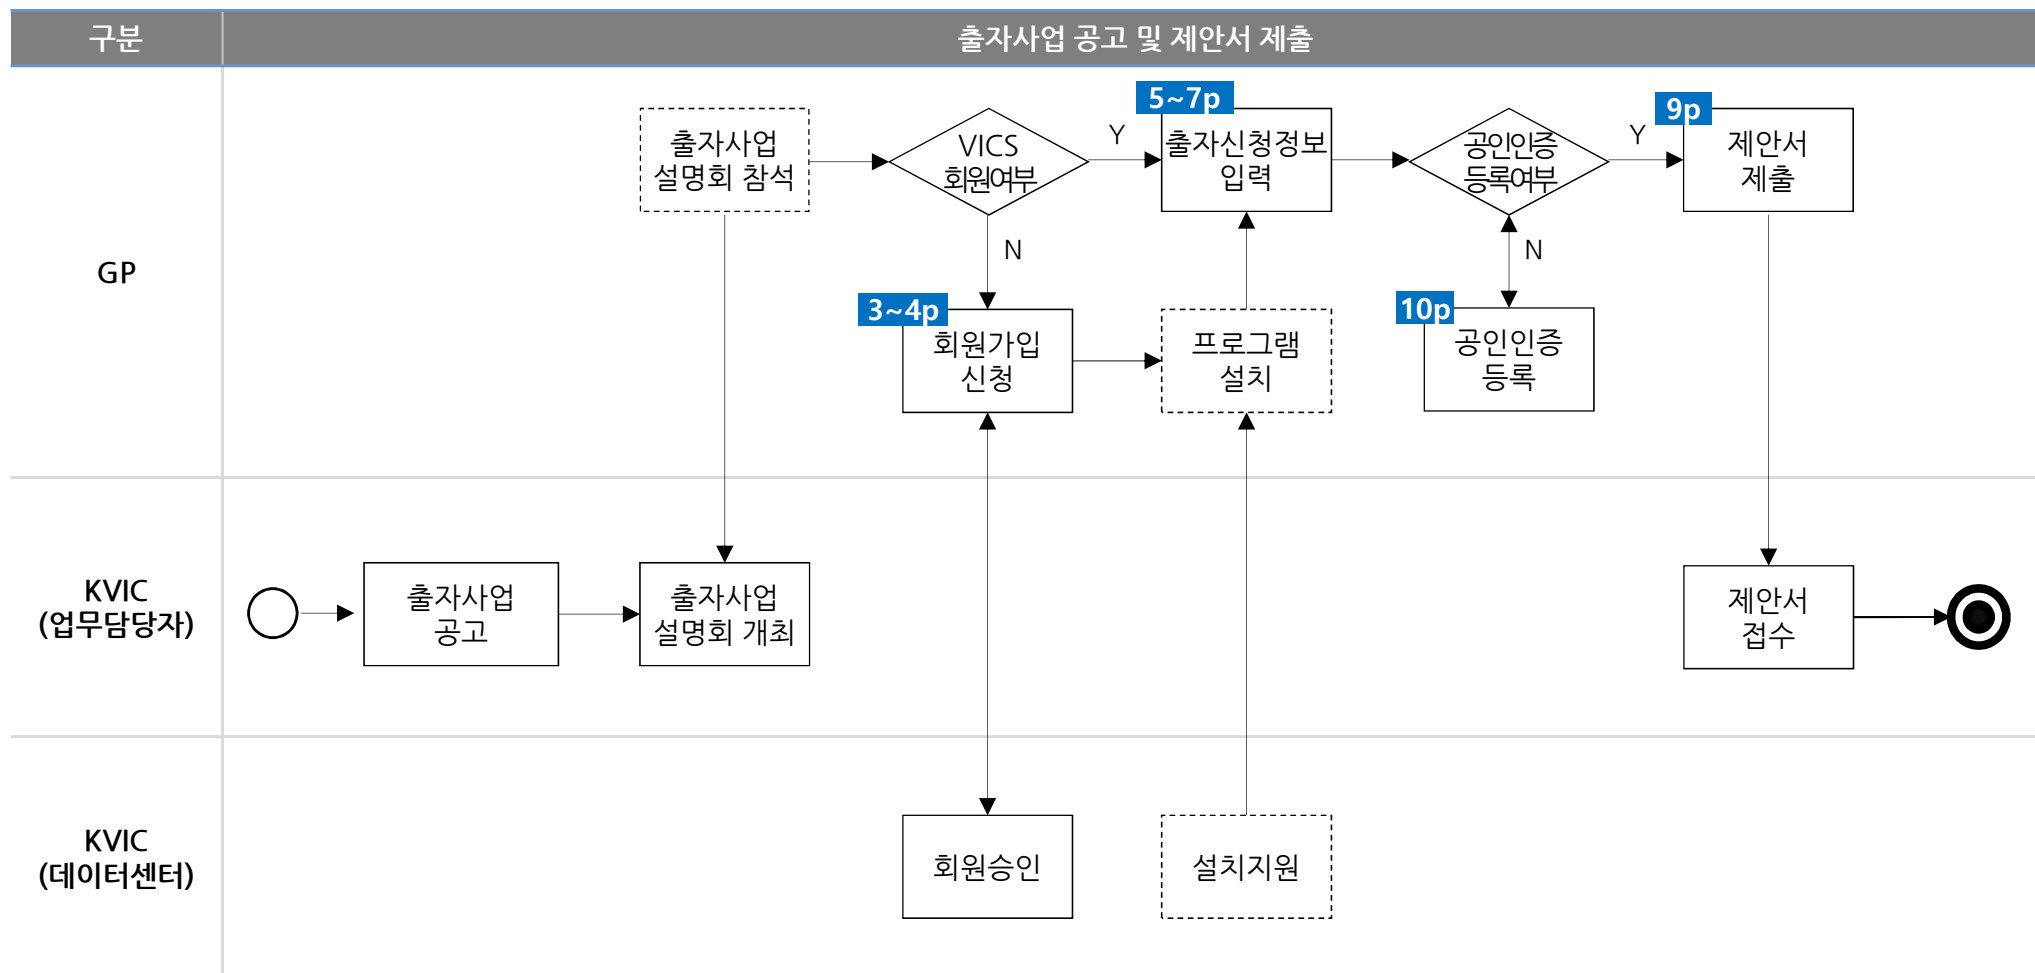 구분
출자사업 공고 및 제안서 제출
GP
출자사업
설명회 참석
VICS
회원여부
Y
N
5~7p
출자신청정보
입력
공인인증
등록여부
Y
N
9p
제안서
제출
3~4p
회원가입
신청
프로그램
설치
10p
공인인증
등록
KVIC
(업무담당자)
출자사업
공고
출자사업
설명회 개최
제안서
접수
KVIC
(데이터센터)
회원승인
설치지원